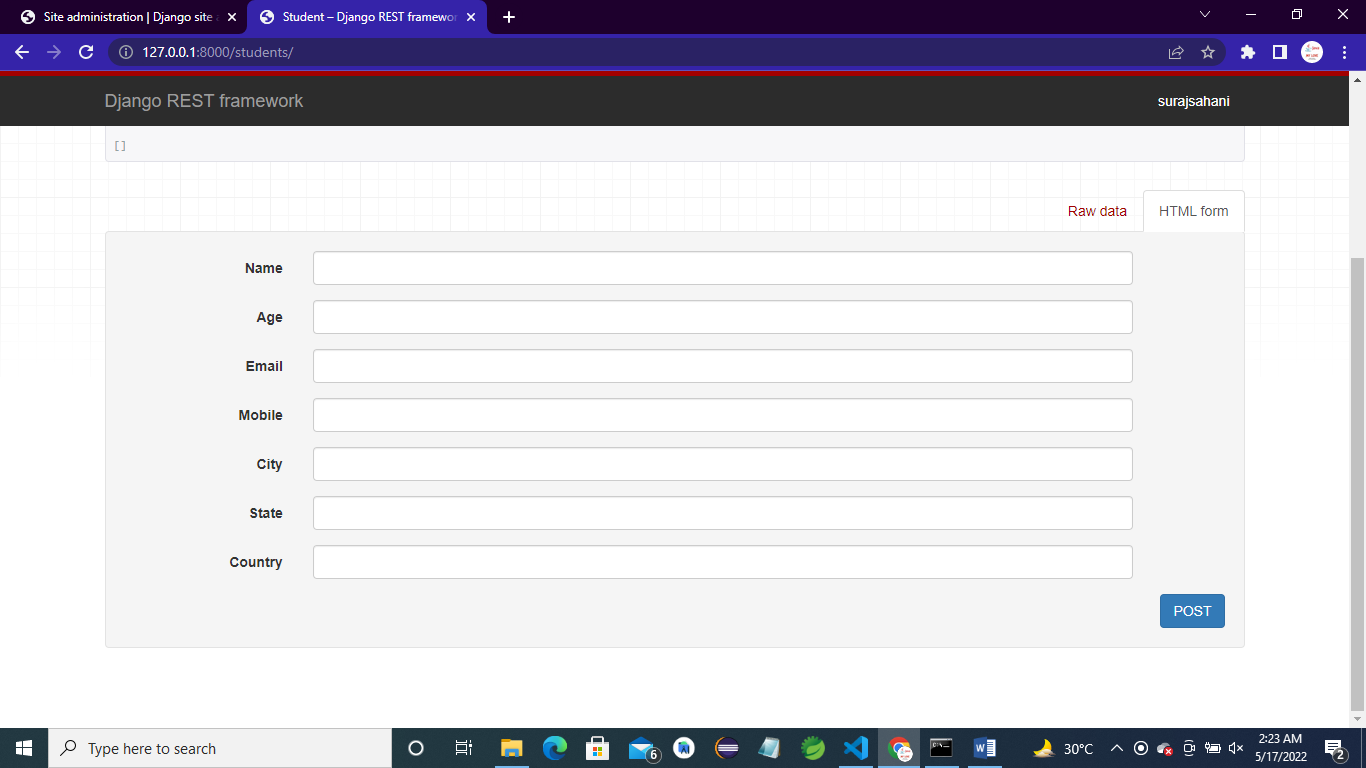 Site administration | Django site
Student – Django REST framewor
127.0.0.1:8000/students/
Django REST framework
surajsahani
[]
Raw data
HTML form
Name
Age
Email
Mobile
City
State
Country
POST
Type here to search
6
30°C
2:23 AM
5/17/2022
2